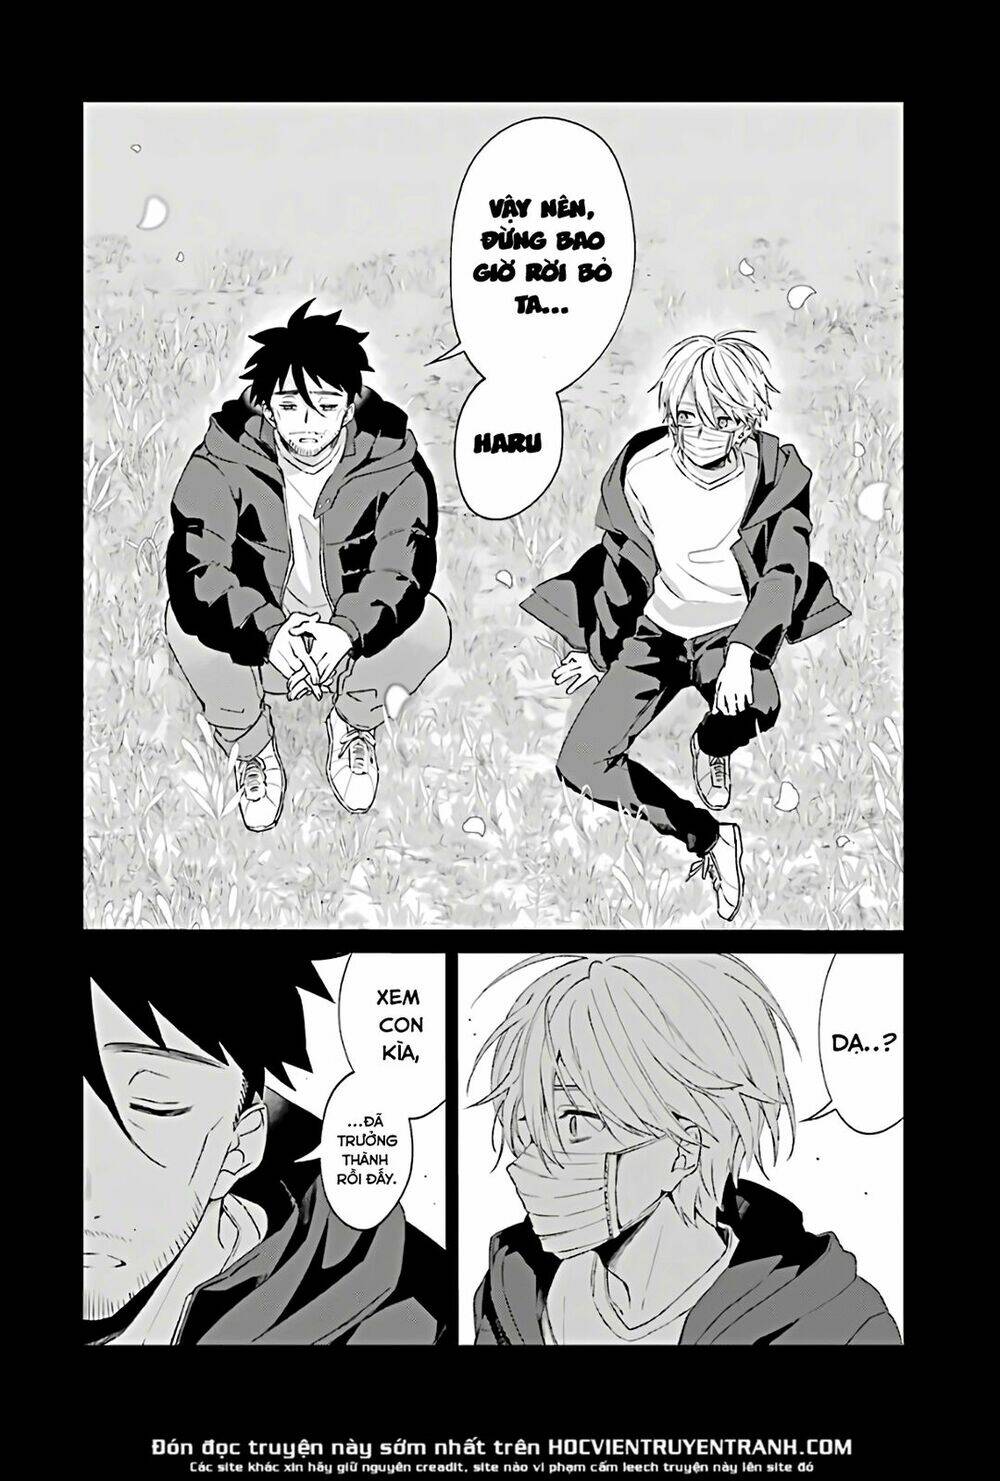 VẬY NÊN,
ĐỪNG BAO
GIỜ RỜI BỎ
TA...
HARU
DẠ..?
XEM
CON
KÌA,
...ĐÃ
TRƯỞNG
THÀNH
RỒI ĐẤY.
Đón đọc truyện này sớm nhất trên HOCVIENTRUYENTRANH.COM
Các site khác xin hãy giữ nguyên creadit, site nào vi phạm cấm leech truyện này lên site đó